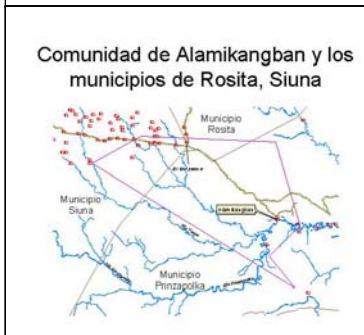 Comunidad de Alamikangban y los
municipios de Rosita, Siuna
Municipio
Rosita
Municipio
Siuna
Municipio
Prinzapolka